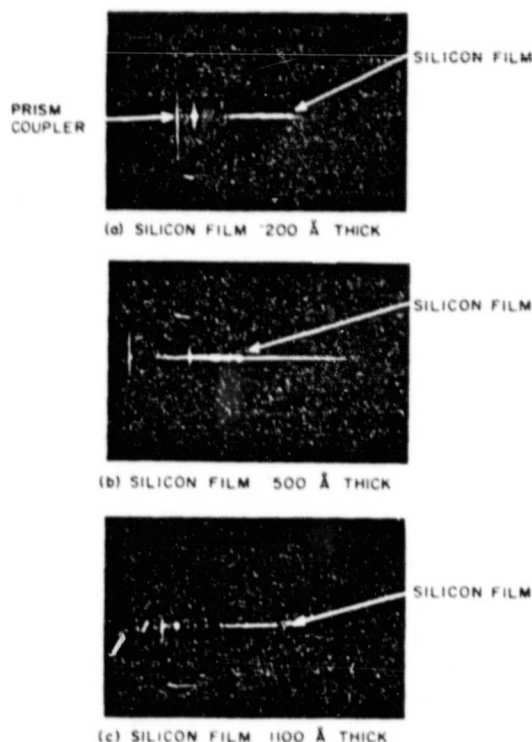 SILICON FILM
PRISM
COUPLER
(a) SILICON FILM 200 Å THICK
SILICON FILM
(b) SILICON FILM 500 Å THICK
SILICON FILM
(c) SILICON FILM 1100 Å THICK